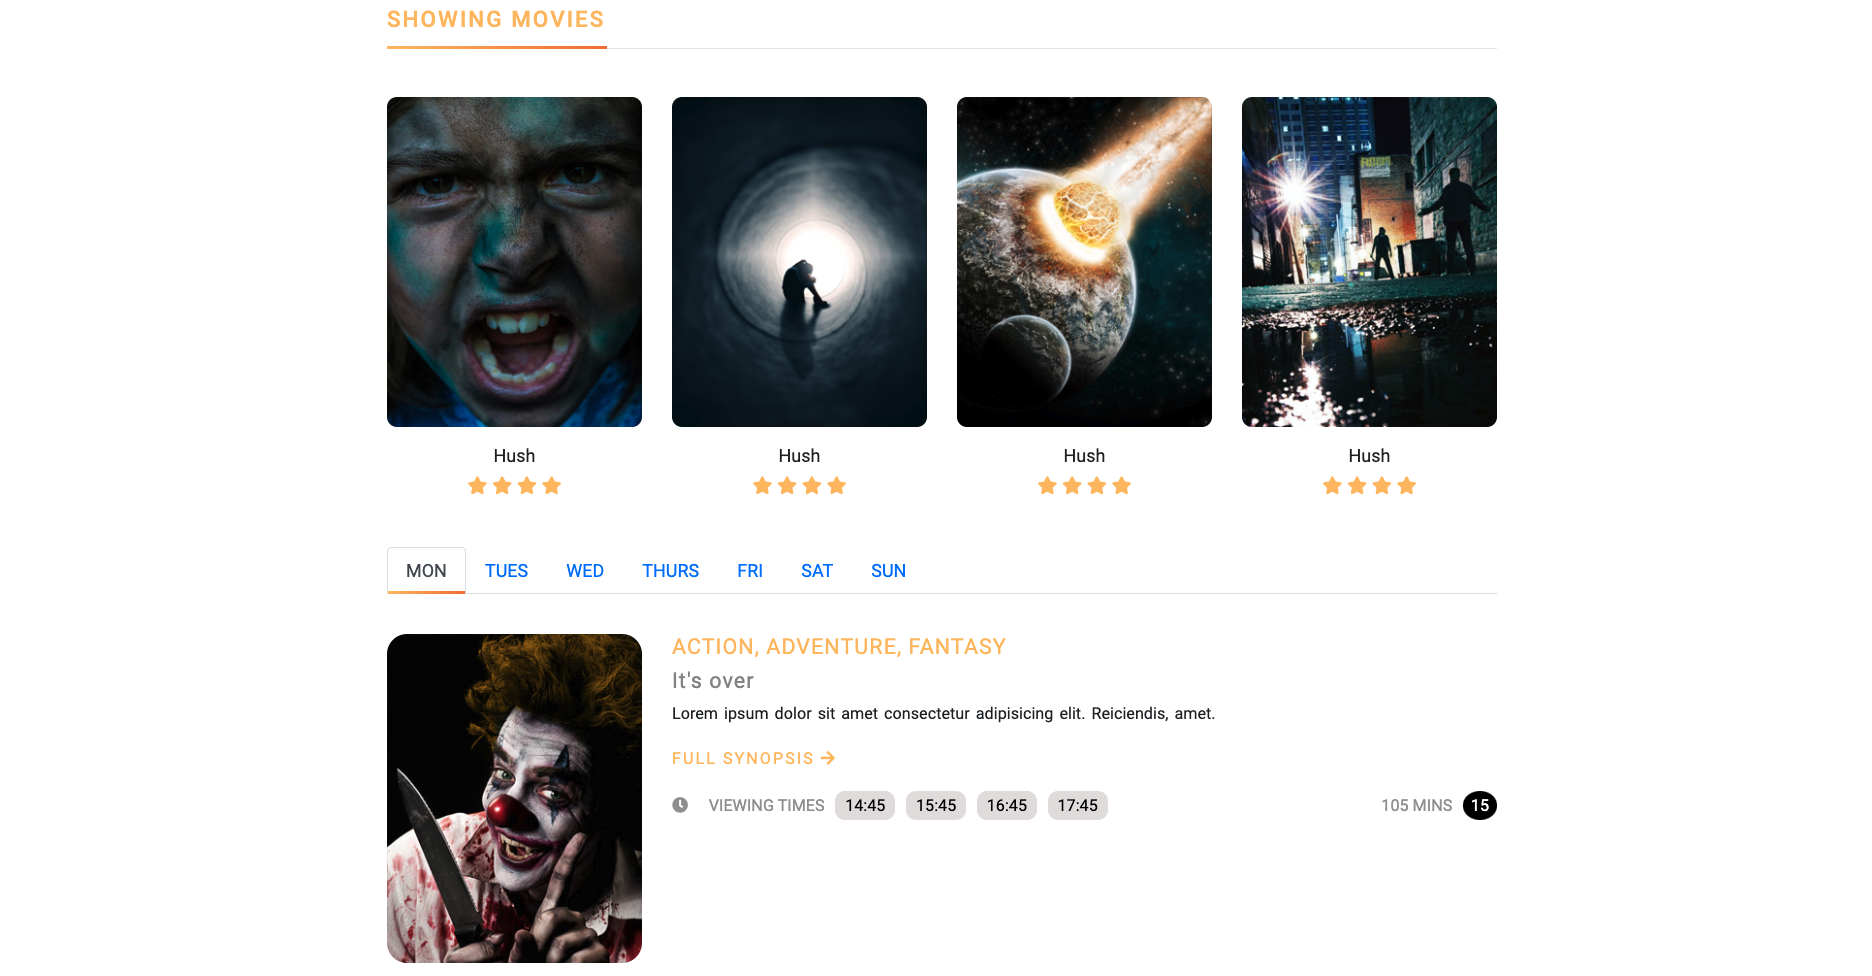 SHOWING MOVIES
Hush
Hush
Hush
Hush
MON TUES WED THURS FRI SAT SUN
ACTION, ADVENTURE, FANTASY
It's over
Lorem ipsum dolor sit amet consectetur adipisicing elit. Reiciendis, amet.
FULL SYNOPSIS →
VIEWING TIMES 14:45 15:45 16:45 17:45 105 MINS 15